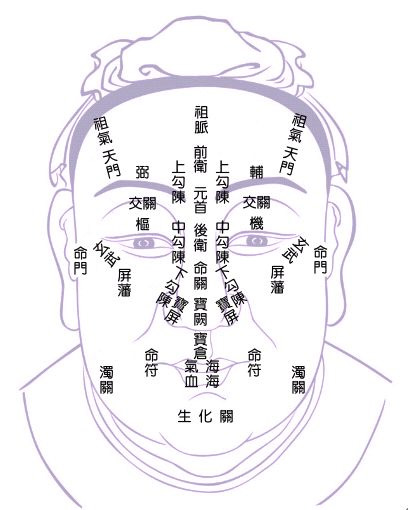 祖脈
祖氣
祖氣
天門
天門
前衛
上勾陳
上勾陳
弼
輔
元首
交關
交關
樞
機
後衛
中勾陳
中勾陳
玄武
玄武
命門
命門
命關
下勾陳
下勾陳
屏藩
屏藩
寶闕
寶屏
寶屏
寶倉
命符
命符
氣血
海海
濁關
濁關
生化關